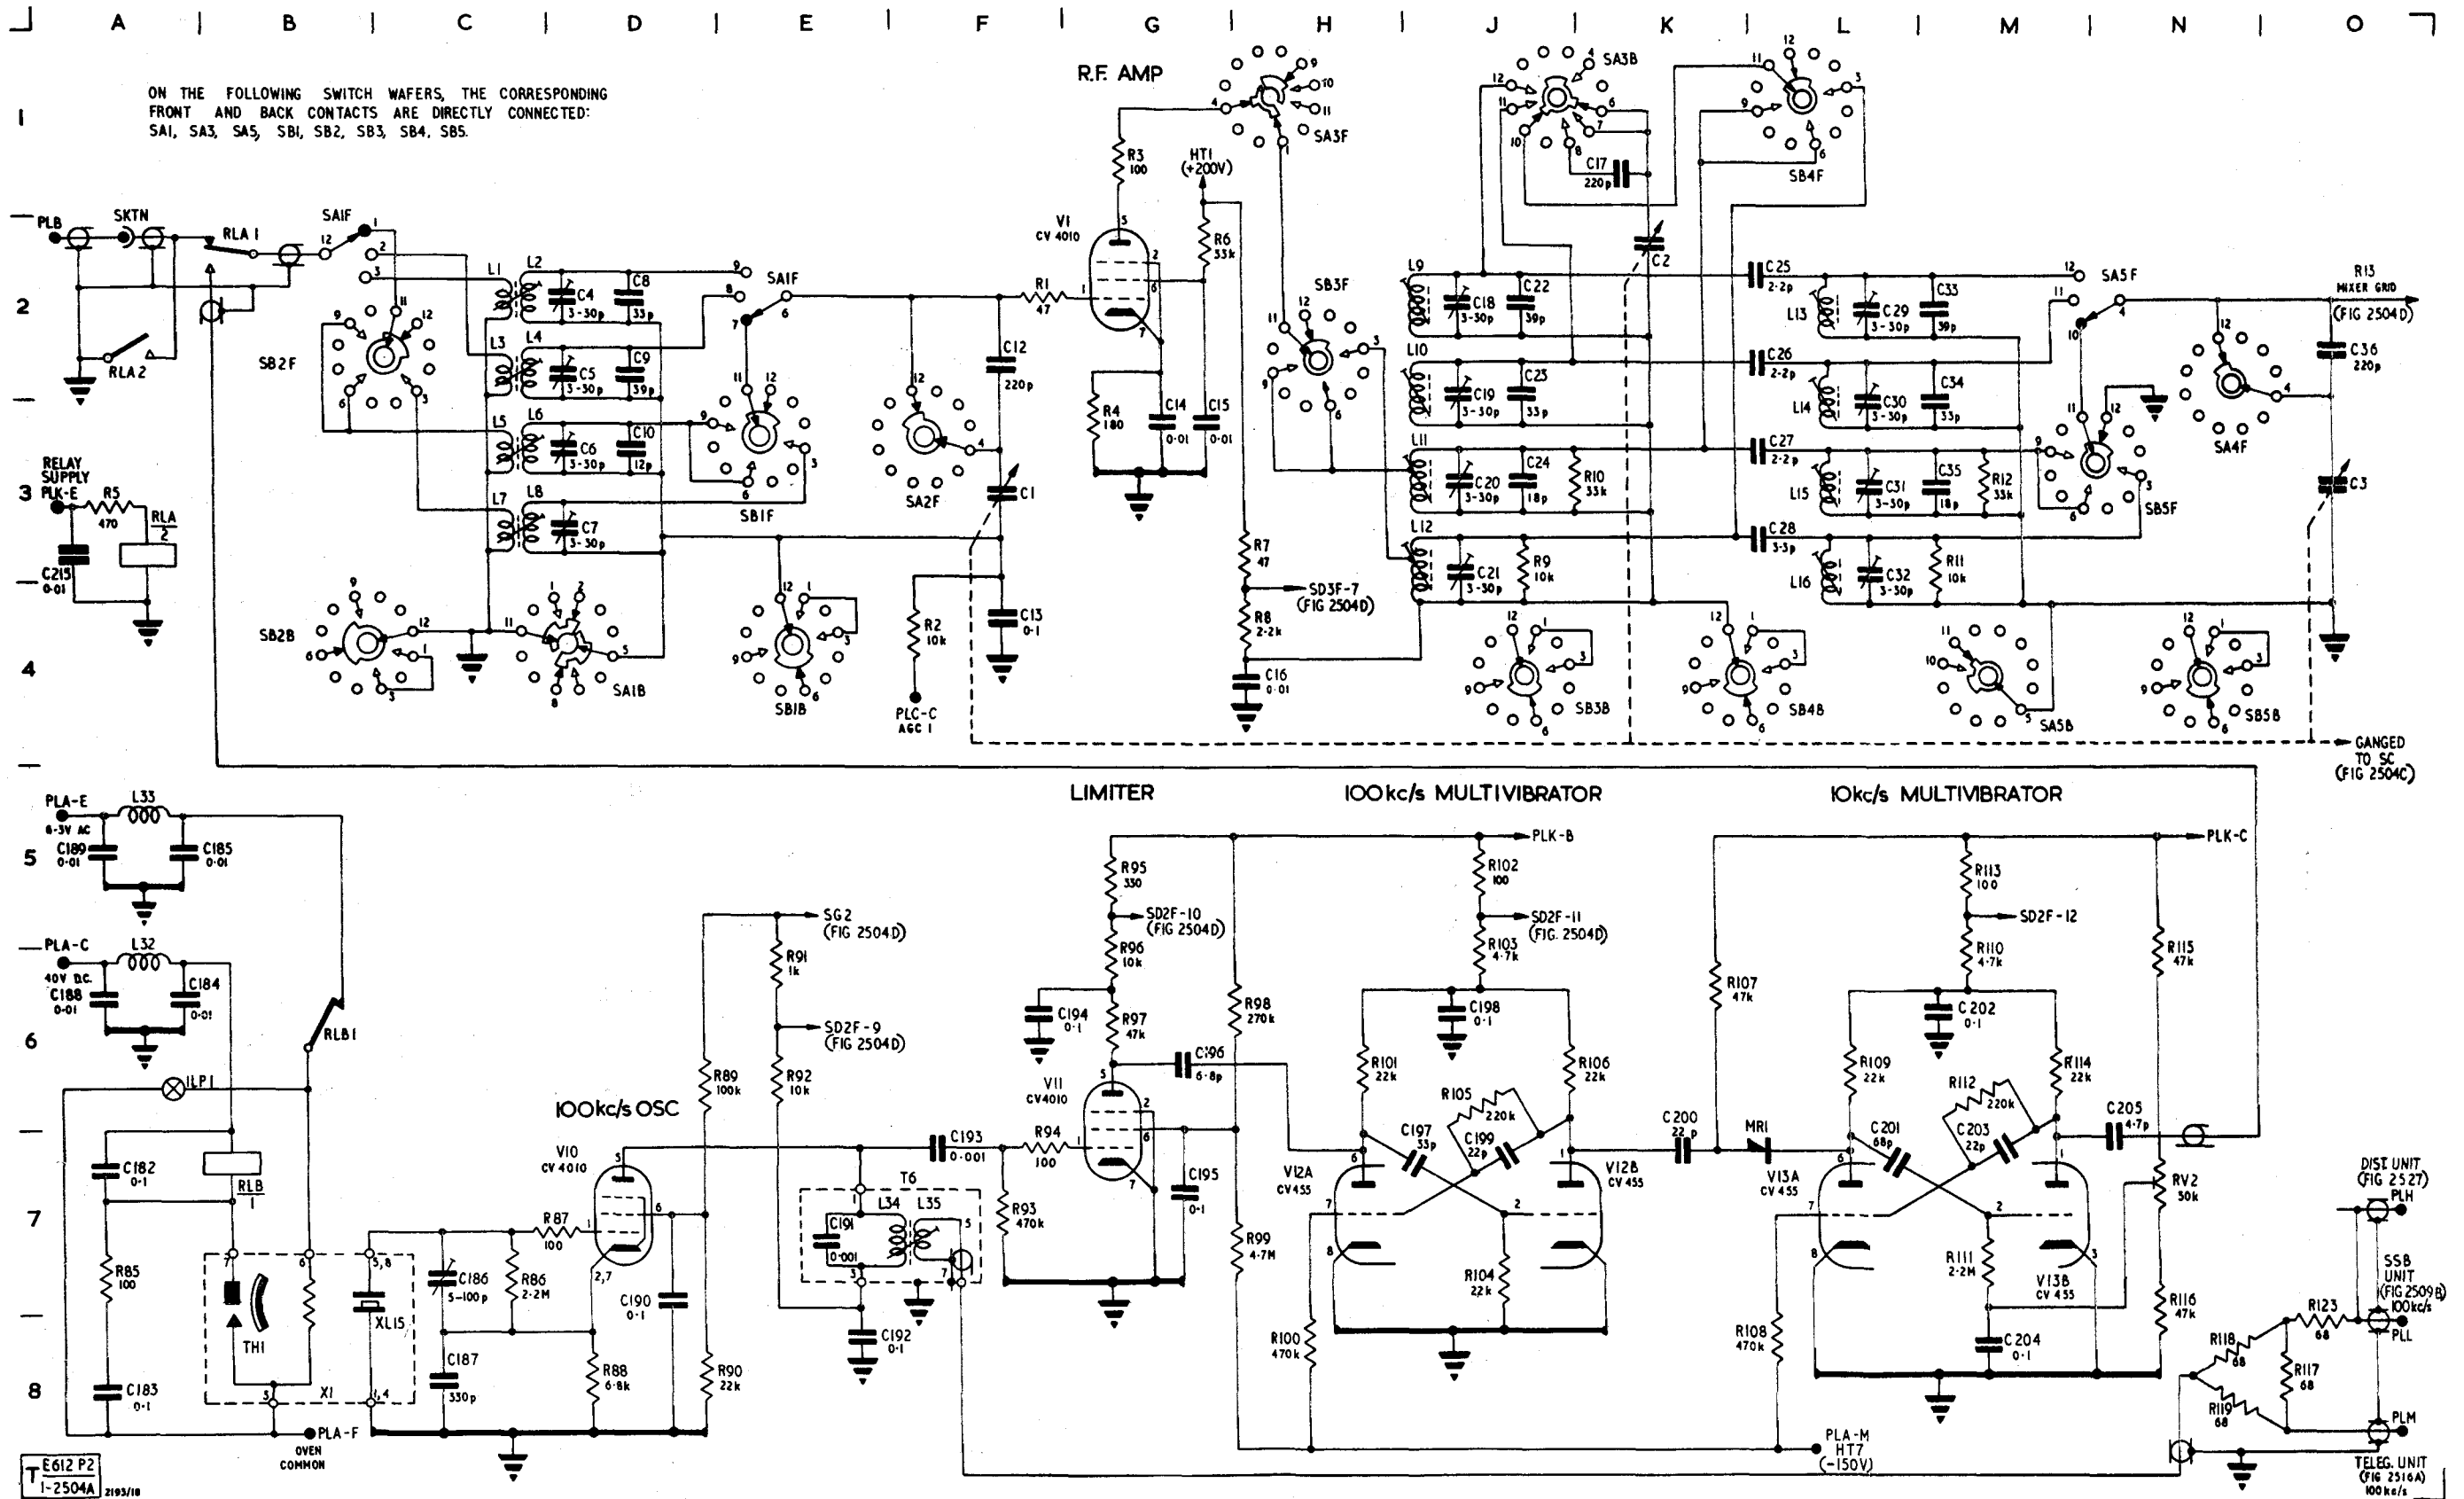 A B C D E F G H J K L M N O
ON THE FOLLOWING SWITCH WAFERS, THE CORRESPONDING
FRONT AND BACK CONTACTS ARE DIRECTLY CONNECTED:
SA1, SA3, SA5, SB1, SB2, SB3, SB4, SB5.
R.F. AMP
1
2
3
4
5
6
7
8
PLB
SKTN
RLA 1
SA1F
RLA 2
SB2F
L1
L2
C4
3-30p
C8
33p
L3
L4
C5
3-30p
C9
39p
L5
L6
C6
3-30p
C10
12p
L7
L8
C7
3-30p
SA1F
SB1F
SA2F
R1
47
C12
220p
C1
V1
CV 4010
R3
100
HT1
(+200V)
R6
33k
R4
180
C14
0·01
C15
0·01
SA3F
SA3B
C17
220p
SB4F
C2
SB3F
L9
C18
3-30p
C22
39p
L10
C19
3-30p
C23
33p
L11
C20
3-30p
C24
18p
R10
33k
L12
C21
3-30p
R9
10k
C25
2·2p
C26
2·2p
C27
2·2p
C28
3·3p
L13
C29
3-30p
C33
39p
L14
C30
3-30p
C34
33p
L15
C31
3-30p
C35
18p
R12
33k
L16
C32
3-30p
R11
10k
SA5F
SB5F
SA4F
R13
MIXER GRID
(FIG 2504D)
C36
220p
C3
RELAY
SUPPLY
PLK-E
R5
470
RLA
2
C215
0·01
SB2B
SA1B
SB1B
R2
10k
C13
0·1
PLC-C
AGC 1
R7
47
SD3F-7
(FIG 2504D)
R8
2·2k
C16
0·01
SB3B
SB4B
SA5B
SB5B
GANGED
TO SC
(FIG 2504C)
LIMITER
100kc/s MULTIVIBRATOR
10kc/s MULTIVIBRATOR
PLA-E
6·3V AC
L33
C189
0·01
C185
0·01
PLA-C
40V D.C.
L32
C188
0·01
C184
0·01
RLB1
ILP1
C182
0·1
RLB
1
R85
100
C183
0·1
TH1
X1
XL15
PLA-F
OVEN
COMMON
100kc/s OSC
V10
CV 4010
R87
100
C186
5-100p
R86
2·2M
C187
330p
R88
6·8k
C190
0·1
R89
100k
R90
22k
R91
1k
SG2
(FIG 2504D)
SD2F-9
(FIG 2504D)
R92
10k
T6
C191
0·001
L34
L35
C192
0·1
C193
0·001
R94
100
R93
470k
R95
330
SD2F-10
(FIG 2504D)
R96
10k
C194
0·1
R97
47k
V11
CV4010
C196
6·8p
C195
0·1
R98
270k
R99
4·7M
PLK-B
R102
100
SD2F-11
(FIG. 2504D)
R103
4·7k
C198
0·1
R101
22k
R106
22k
R105
220k
C197
33p
C199
22p
V12A
CV 455
V12B
CV 455
R104
22k
R100
470k
C200
22p
R107
47k
MR1
PLK-C
R113
100
SD2F-12
R110
4·7k
C202
0·1
R109
22k
R114
22k
R112
220k
C201
68p
C203
22p
V13A
CV 455
V13B
CV 455
R111
2·2M
C204
0·1
R108
470k
R115
47k
C205
4·7p
RV2
50k
R116
47k
PLA-M
HT7
(-150V)
DIST. UNIT
(FIG 2527)
PLH
SSB
UNIT
(FIG 2509B)
100kc/s
PLL
R123
68
R118
68
R117
68
R119
68
PLM
TELEG. UNIT
(FIG 2516A)
100kc/s
T E612 P2
1-2504A
2193/18